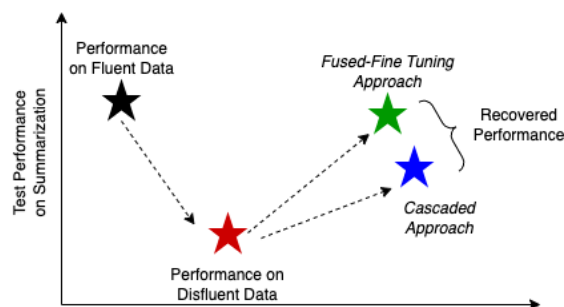 Performance
on Fluent Data
Fused-Fine Tuning
Approach
Recovered
Performance
Test Performance
on Summarization
Cascaded
Approach
Performance on
Disfluent Data